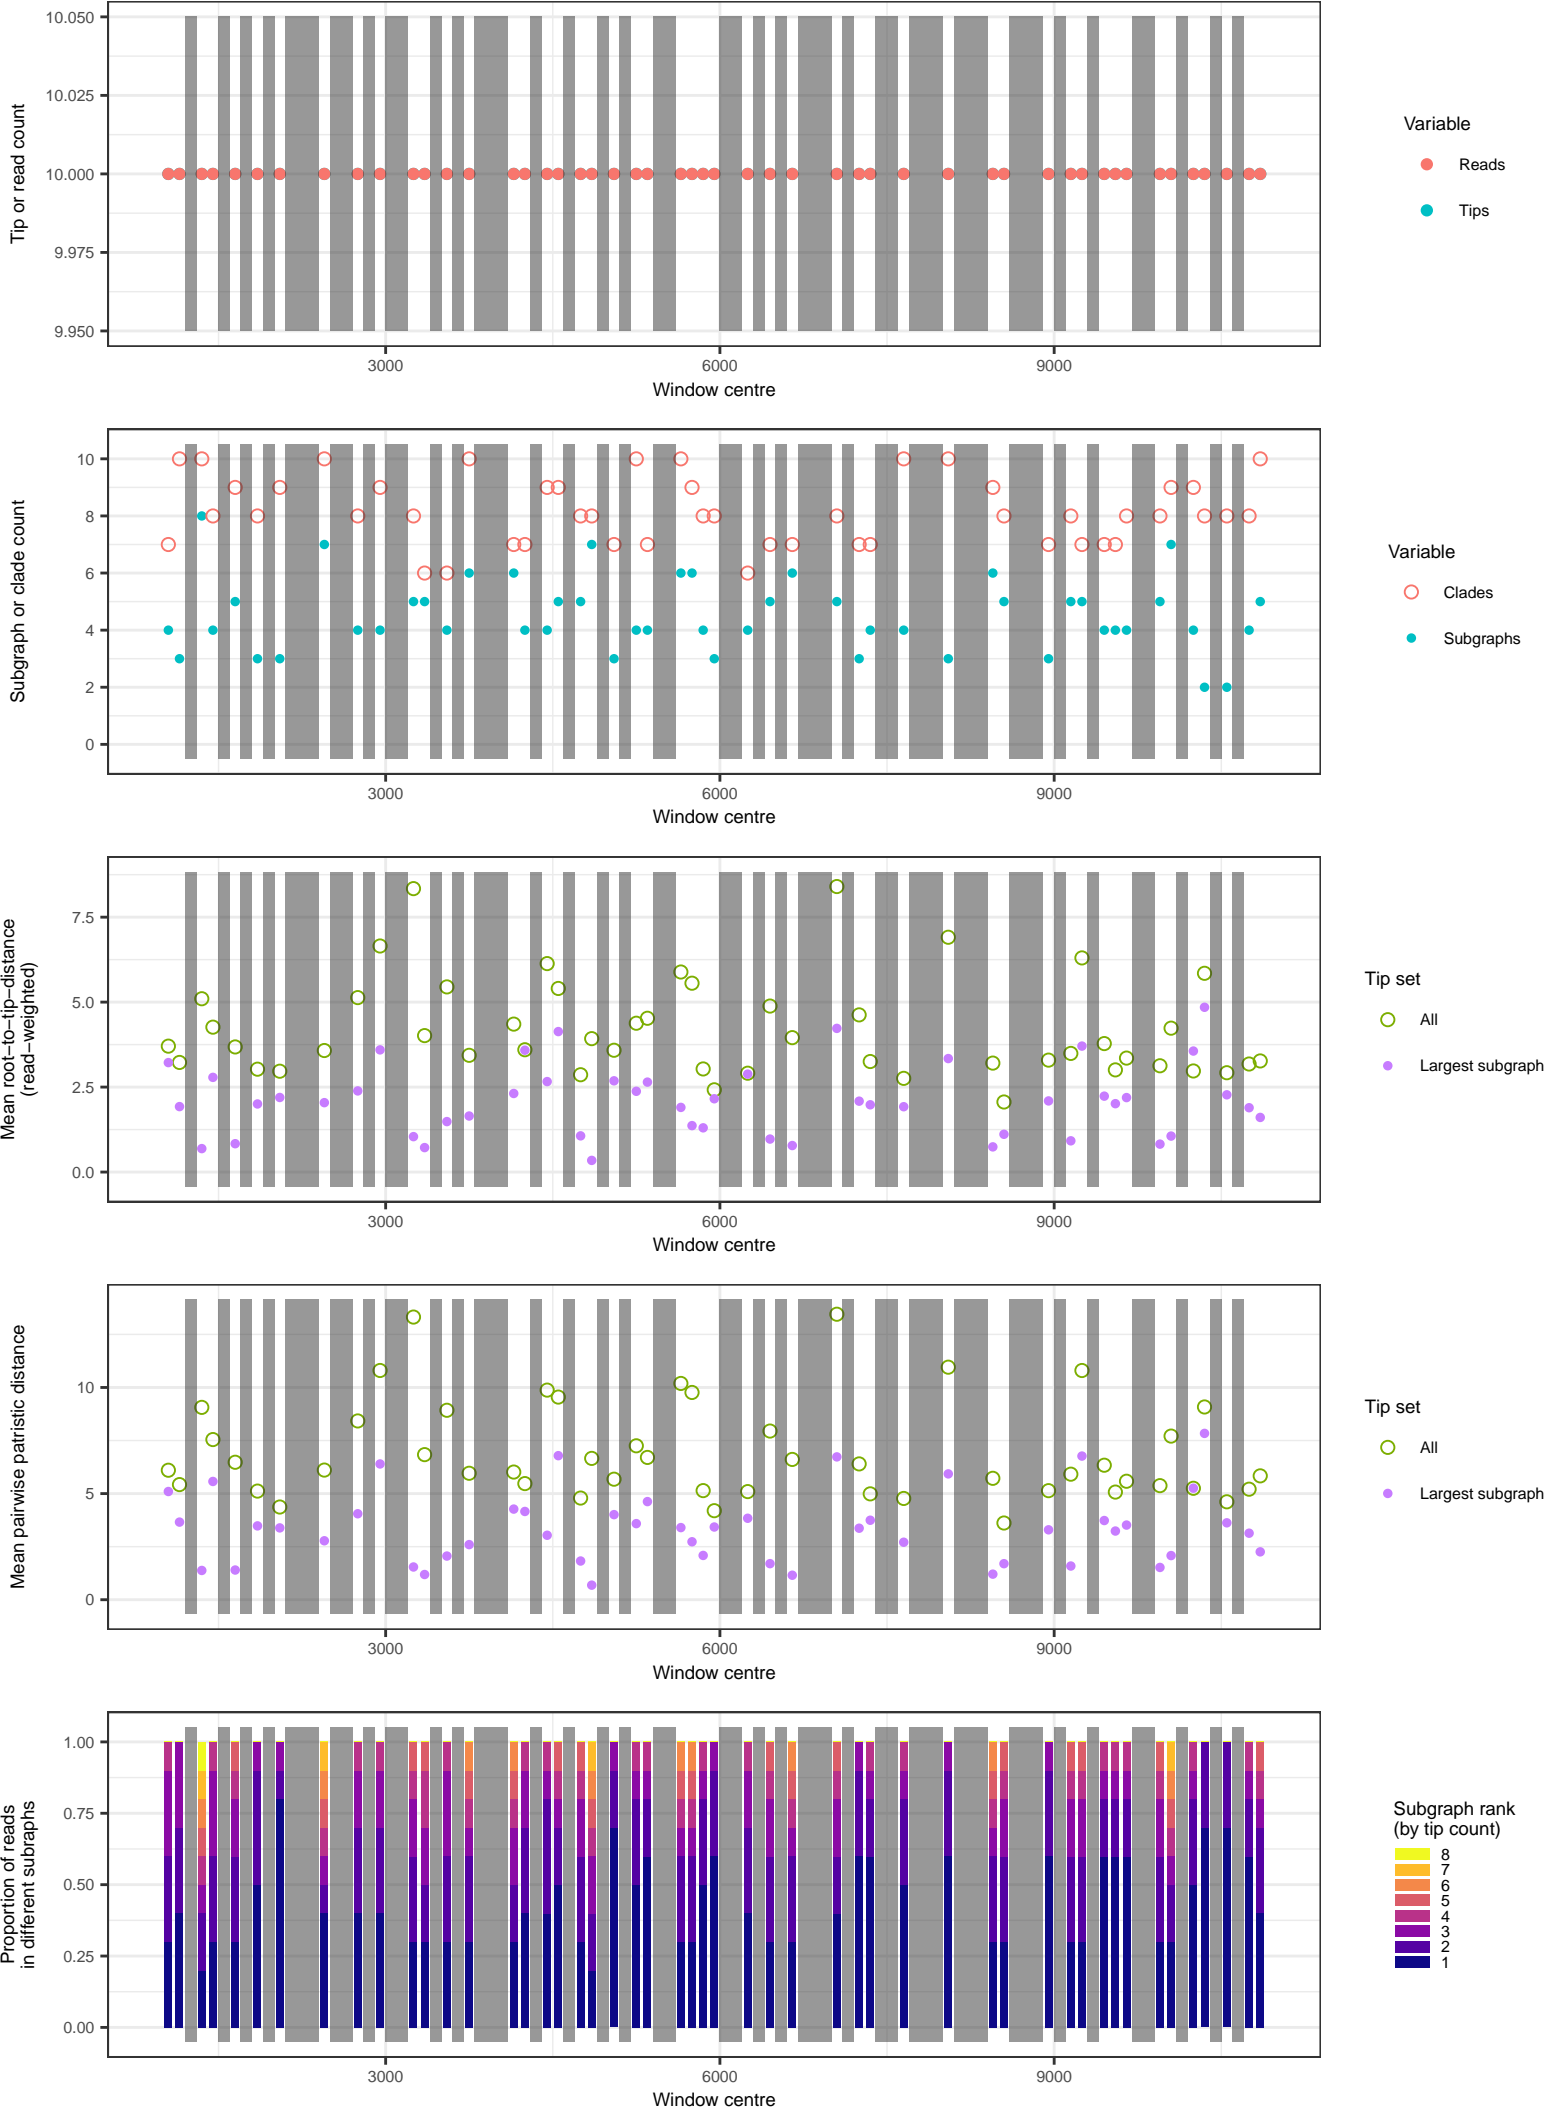 10.050
10.025
10.000
9.975
9.950
Tip or read count
3000 6000 9000
Window centre
Variable
Reads
Tips
10
8
6
4
2
0
Subgraph or clade count
3000 6000 9000
Window centre
Variable
Clades
Subgraphs
7.5
5.0
2.5
0.0
Mean root−to−tip−distance
(read−weighted)
3000 6000 9000
Window centre
Tip set
All
Largest subgraph
10
5
0
Mean pairwise patristic distance
3000 6000 9000
Window centre
Tip set
All
Largest subgraph
1.00
0.75
0.50
0.25
0.00
Proportion of reads
in different subraphs
3000 6000 9000
Window centre
Subgraph rank
(by tip count)
8
7
6
5
4
3
2
1